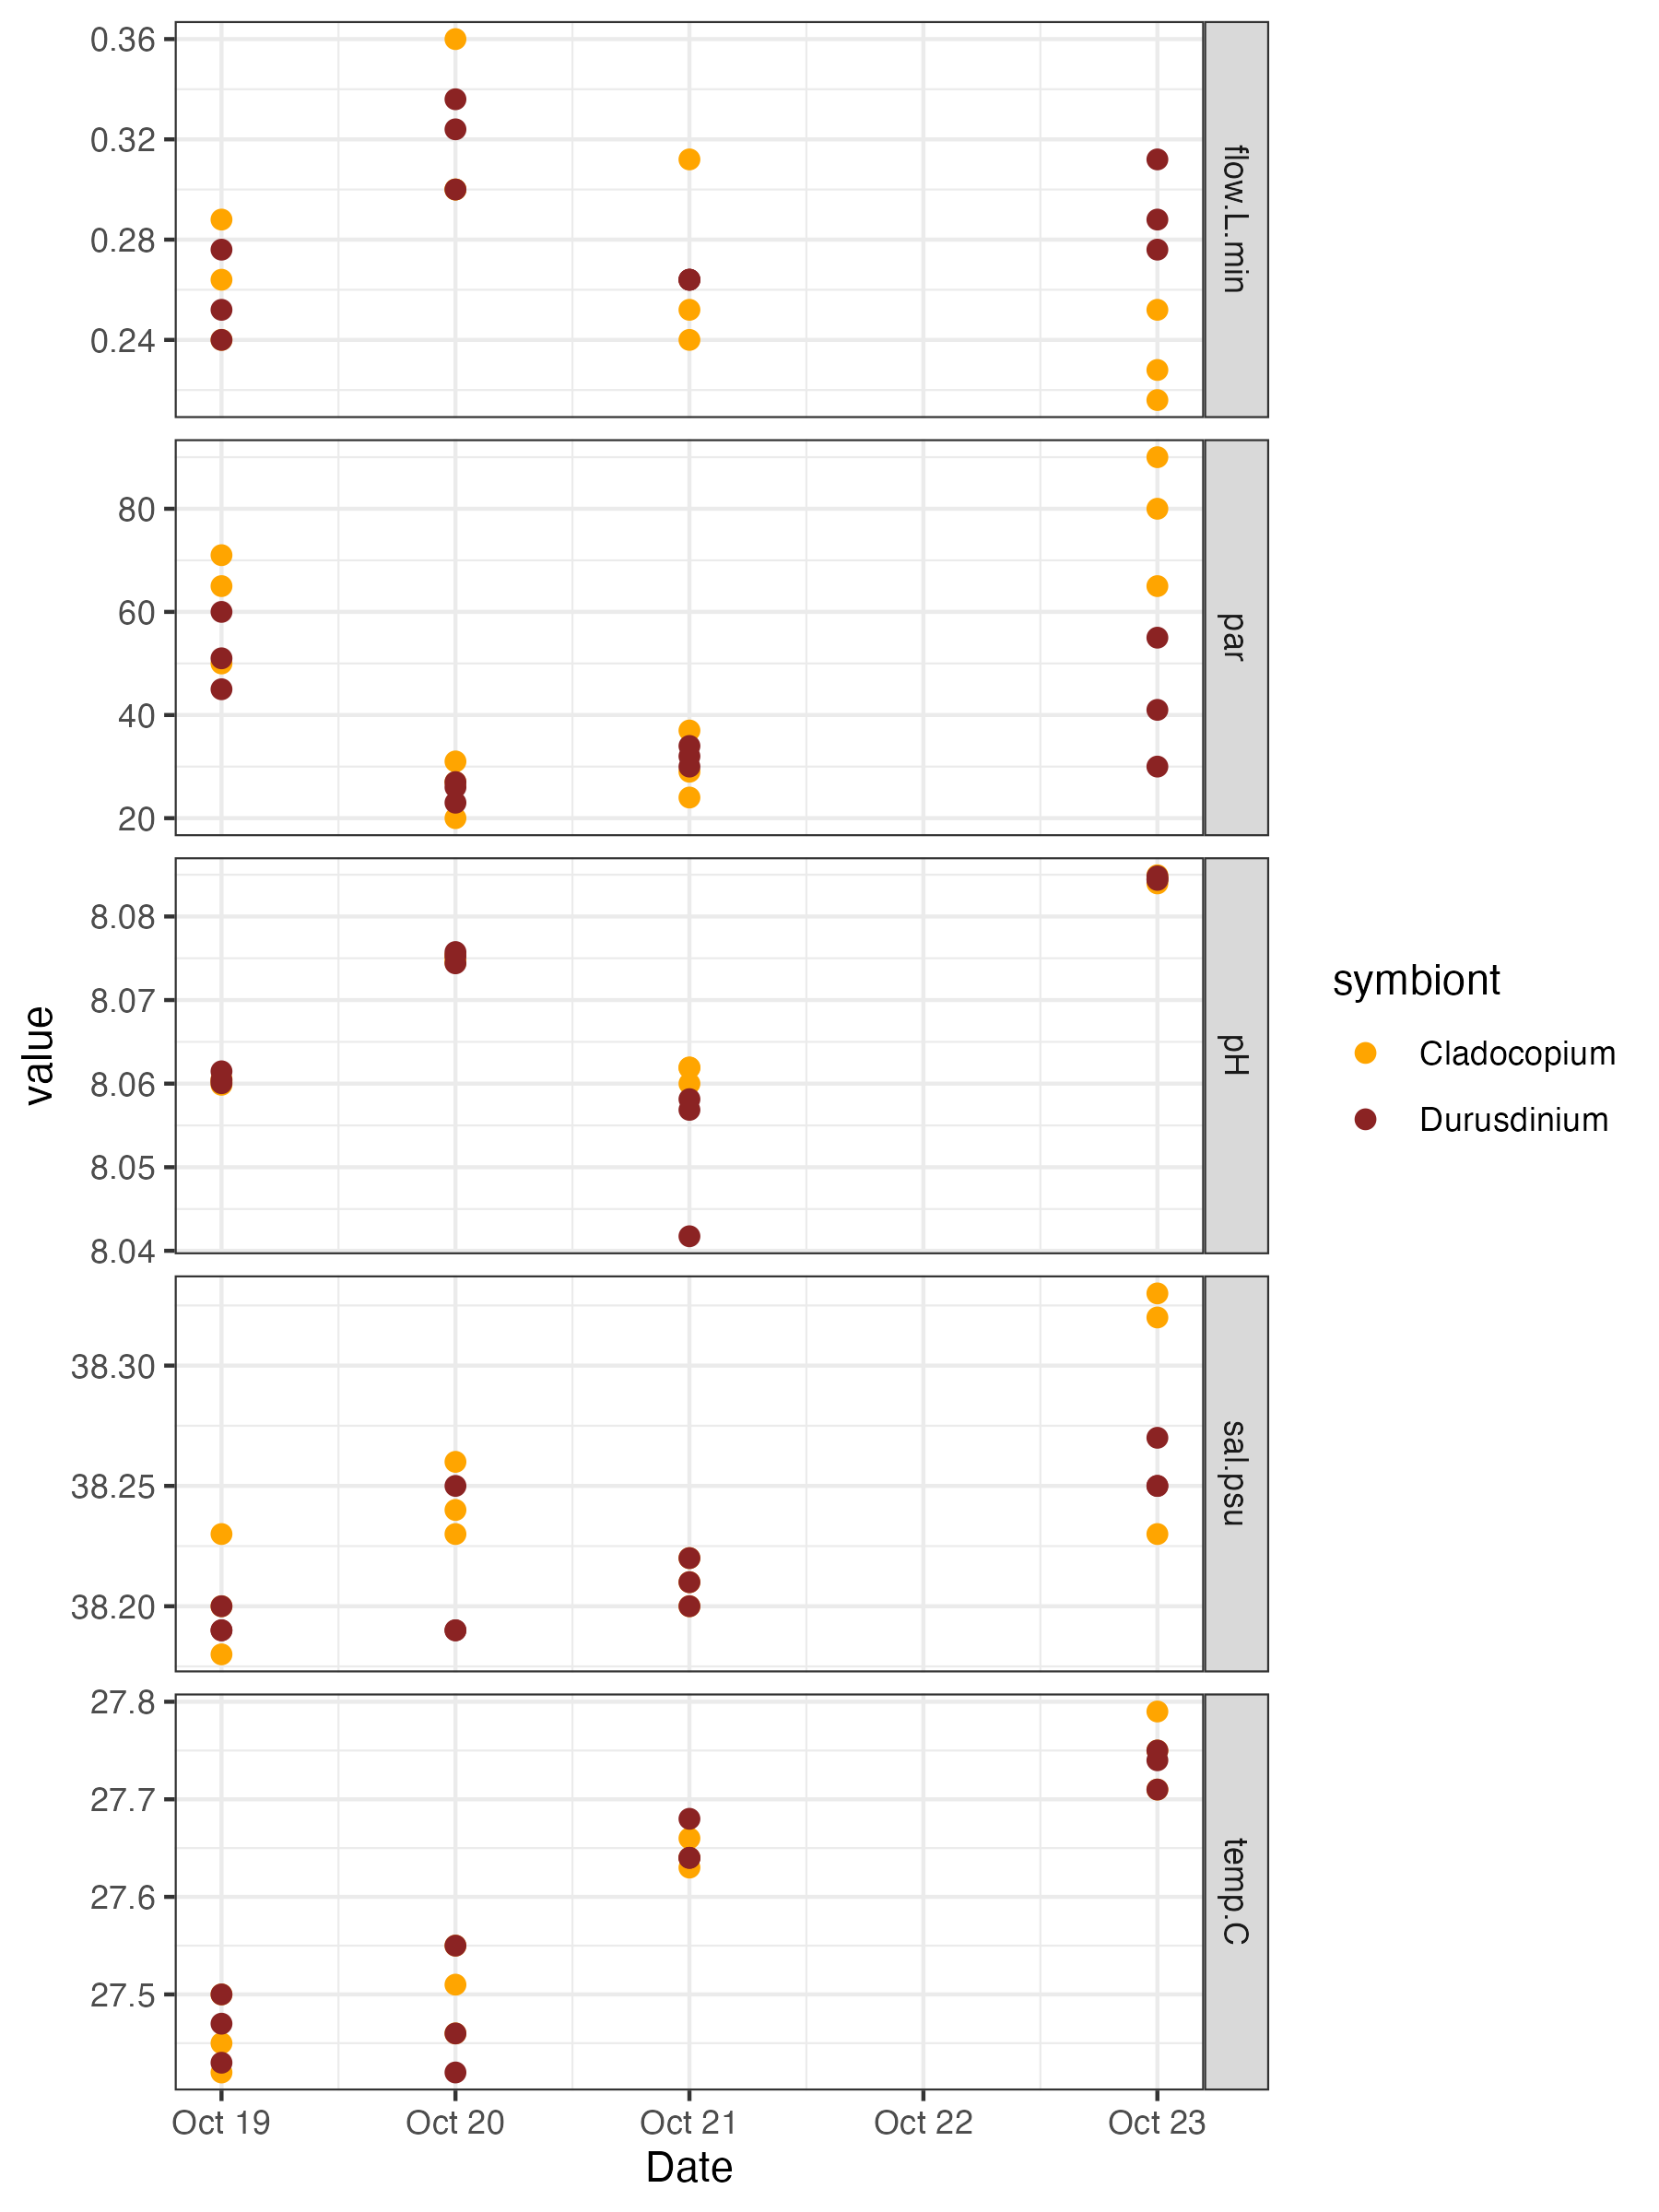 0.36
0.32
0.28
0.24
flow.L.min
80
60
40
20
par
8.08
8.07
8.06
8.05
8.04
pH
38.30
38.25
38.20
sal.psu
27.8
27.7
27.6
27.5
temp.C
Oct 19 Oct 20 Oct 21 Oct 22 Oct 23
Date
value
symbiont
Cladocopium
Durusdinium